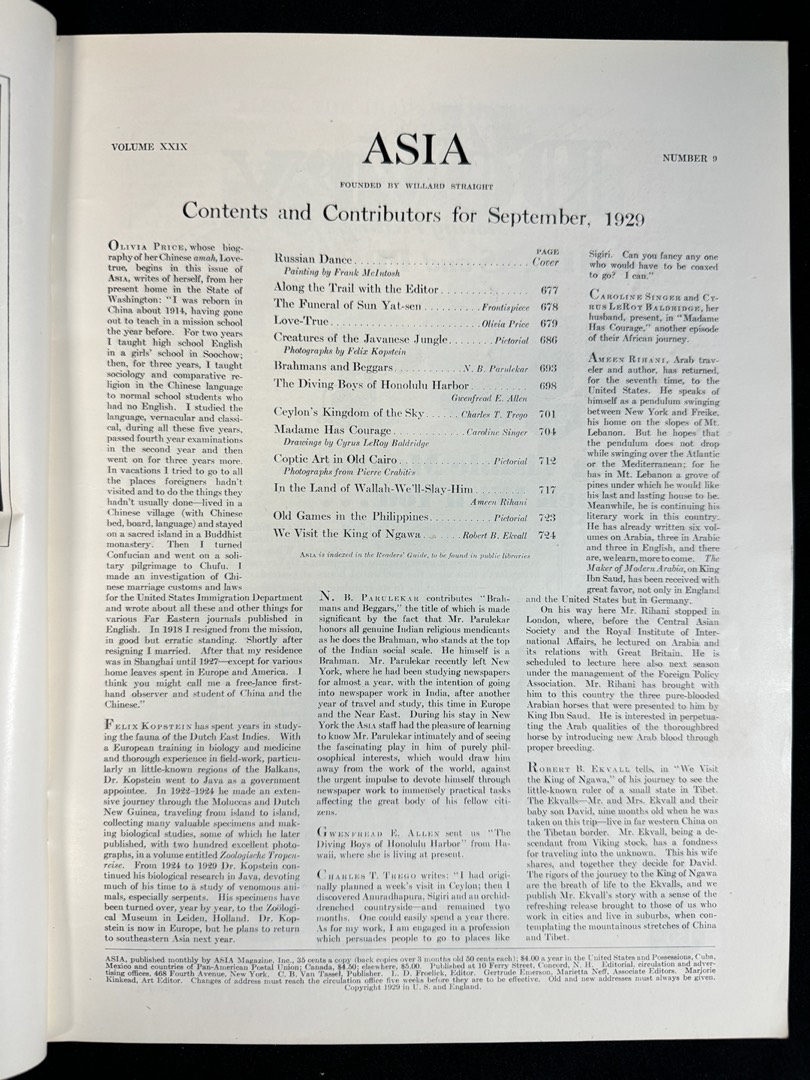 VOLUME XXIX
ASIA
NUMBER 9
FOUNDED BY WILLARD STRAIGHT
Contents and Contributors for September, 1929
OLIVIA PRICE, whose biog-
raphy of her Chinese amah, Love-
true, begins in this issue of
ASIA, writes of herself, from her
present home in the State of
Washington: "I was reborn in
China about 1914, having gone
out to teach in a mission school
the year before. For two years
I taught high school English
in a girls' school in Soochow;
then, for three years, I taught
sociology and comparative re-
ligion in the Chinese language
to normal school students who
had no English. I studied the
language, vernacular and classi-
cal, during all these five years,
passed fourth year examinations
in the second year and then
went on for three years more.
In vacations I tried to go to all
the places foreigners hadn't
visited and to do the things they
hadn't usually done—lived in a
Chinese village (with Chinese
bed, board, language) and stayed
on a sacred island in a Buddhist
monastery. Then I turned
Confucian and went on a soli-
tary pilgrimage to Chufu. I
made an investigation of Chi-
nese marriage customs and laws
for the United States Immigration Department
and wrote about all these and other things for
various Far Eastern journals published in
English. In 1918 I resigned from the mission,
in good but erratic standing. Shortly after
resigning I married. After that my residence
was in Shanghai until 1927—except for various
home leaves spent in Europe and America. I
think you might call me a free-lance first-
hand observer and student of China and the
Chinese."
FELIX KOPSTEIN has spent years in study-
ing the fauna of the Dutch East Indies. With
a European training in biology and medicine
and thorough experience in field-work, particu-
larly in little-known regions of the Balkans,
Dr. Kopstein went to Java as a government
appointee. In 1922-1924 he made an exten-
sive journey through the Moluccas and Dutch
New Guinea, traveling from island to island,
collecting many valuable specimens and mak-
ing biological studies, some of which he later
published, with two hundred excellent photo-
graphs, in a volume entitled Zoologische Tropen-
reise. From 1924 to 1929 Dr. Kopstein con-
tinued his biological research in Java, devoting
much of his time to a study of venomous ani-
mals, especially serpents. His specimens have
been turned over, year by year, to the Zoölogi-
cal Museum in Leiden, Holland. Dr. Kop-
stein is now in Europe, but he plans to return
to southeastern Asia next year.
PAGE
Russian Dance. . . . . . . . . . . . . . . . . . . . . . . . . . . . Cover
Painting by Frank McIntosh
Along the Trail with the Editor . . . . . . . . . . . . . . 677
The Funeral of Sun Yat-sen . . . . . . . . . Frontispiece 678
Love-True . . . . . . . . . . . . . . . . . . . . . . . . Olivia Price 679
Creatures of the Javanese Jungle . . . . . . . Pictorial 686
Photographs by Felix Kopstein
Brahmans and Beggars . . . . . . . . . . . N. B. Parulekar 693
The Diving Boys of Honolulu Harbor . . . . . . . . . 698
Gwenfread E. Allen
Ceylon's Kingdom of the Sky . . . . . . Charles T. Trego 701
Madame Has Courage . . . . . . . . . . . . Caroline Singer 704
Drawings by Cyrus LeRoy Baldridge
Coptic Art in Old Cairo . . . . . . . . . . . . . . . Pictorial 712
Photographs from Pierre Crabitès
In the Land of Wallah-We'll-Slay-Him . . . . . . . . 717
Ameen Rihani
Old Games in the Philippines . . . . . . . . . . . Pictorial 723
We Visit the King of Ngawa . . . . . . . Robert B. Ekvall 724
ASIA is indexed in the Readers' Guide, to be found in public libraries
N. B. PARULEKAR contributes "Brah-
mans and Beggars," the title of which is made
significant by the fact that Mr. Parulekar
honors all genuine Indian religious mendicants
as he does the Brahman, who stands at the top
of the Indian social scale. He himself is a
Brahman. Mr. Parulekar recently left New
York, where he had been studying newspapers
for almost a year, with the intention of going
into newspaper work in India, after another
year of travel and study, this time in Europe
and the Near East. During his stay in New
York the ASIA staff had the pleasure of learning
to know Mr. Parulekar intimately and of seeing
the fascinating play in him of purely phil-
osophical interests, which would draw him
away from the work of the world, against
the urgent impulse to devote himself through
newspaper work to immensely practical tasks
affecting the great body of his fellow citi-
zens.
GWENFREAD E. ALLEN sent us "The
Diving Boys of Honolulu Harbor" from Ha-
waii, where she is living at present.
CHARLES T. TREGO writes: "I had origi-
nally planned a week's visit in Ceylon; then I
discovered Anuradhapura, Sigiri and an orchid-
drenched countryside—and remained two
months. One could easily spend a year there.
As for my work, I am engaged in a profession
which persuades people to go to places like
Sigiri. Can you fancy any one
who would have to be coaxed
to go? I can."
CAROLINE SINGER and CY-
RUS LEROY BALDRIDGE, her
husband, present, in "Madame
Has Courage," another episode
of their African journey.
AMEEN RIHANI, Arab trav-
eler and author, has returned,
for the seventh time, to the
United States. He speaks of
himself as a pendulum swinging
between New York and Freike,
his home on the slopes of Mt.
Lebanon. But he hopes that
the pendulum does not drop
while swinging over the Atlantic
or the Mediterranean; for he
has in Mt. Lebanon a grove of
pines under which he would like
his last and lasting house to be.
Meanwhile, he is continuing his
literary work in this country.
He has already written six vol-
umes on Arabia, three in Arabic
and three in English, and there
are, we learn, more to come. The
Maker of Modern Arabia, on King
Ibn Saud, has been received with
great favor, not only in England
and the United States but in Germany.
On his way here Mr. Rihani stopped in
London, where, before the Central Asian
Society and the Royal Institute of Inter-
national Affairs, he lectured on Arabia and
its relations with Great Britain. He is
scheduled to lecture here also next season
under the management of the Foreign Policy
Association. Mr. Rihani has brought with
him to this country the three pure-blooded
Arabian horses that were presented to him by
King Ibn Saud. He is interested in perpetua-
ting the Arab qualities of the thoroughbred
horse by introducing new Arab blood through
proper breeding.
ROBERT B. EKVALL tells, in "We Visit
the King of Ngawa," of his journey to see the
little-known ruler of a small state in Tibet.
The Ekvalls—Mr. and Mrs. Ekvall and their
baby son David, nine months old when he was
taken on this trip—live in far western China on
the Tibetan border. Mr. Ekvall, being a de-
scendant from Viking stock, has a fondness
for traveling into the unknown. This his wife
shares, and together they decide for David.
The rigors of the journey to the King of Ngawa
are the breath of life to the Ekvalls, and we
publish Mr. Ekvall's story with a sense of the
refreshing release brought to those of us who
work in cities and live in suburbs, when con-
templating the mountainous stretches of China
and Tibet.
ASIA, published monthly by ASIA Magazine, Inc., 35 cents a copy (back copies over 3 months old 50 cents each); $4.00 a year in the United States and Possessions, Cuba,
Mexico and countries of Pan-American Postal Union; Canada, $4.50; elsewhere, $5.00. Published at 10 Ferry Street, Concord, N. H. Editorial, circulation and adver-
tising offices, 468 Fourth Avenue, New York. C. B. Van Tassel, Publisher. L. D. Froelick, Editor. Gertrude Emerson, Marietta Neff, Associate Editors. Marjorie
Kinkead, Art Editor. Changes of address must reach the circulation office five weeks before they are to be effective. Old and new addresses must always be given.
Copyright 1929 in U. S. and England.